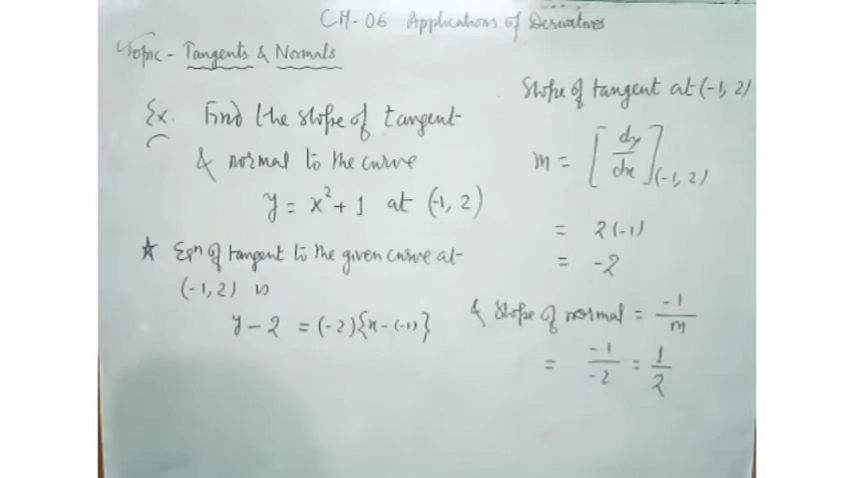 CH-06 Applications of Derivatives
Topic - Tangents & Normals
Ex. Find the slope of tangent
& normal to the curve
y = x² + 1 at (-1, 2)
★ Eqⁿ of tangent to the given curve at
(-1, 2) is
y - 2 = (-2){x - (-1)}
Slope of tangent at (-1, 2)
m = [dy/dx](-1, 2)
= 2(-1)
= -2
& Slope of normal = -1/m
= -1/-2 = 1/2